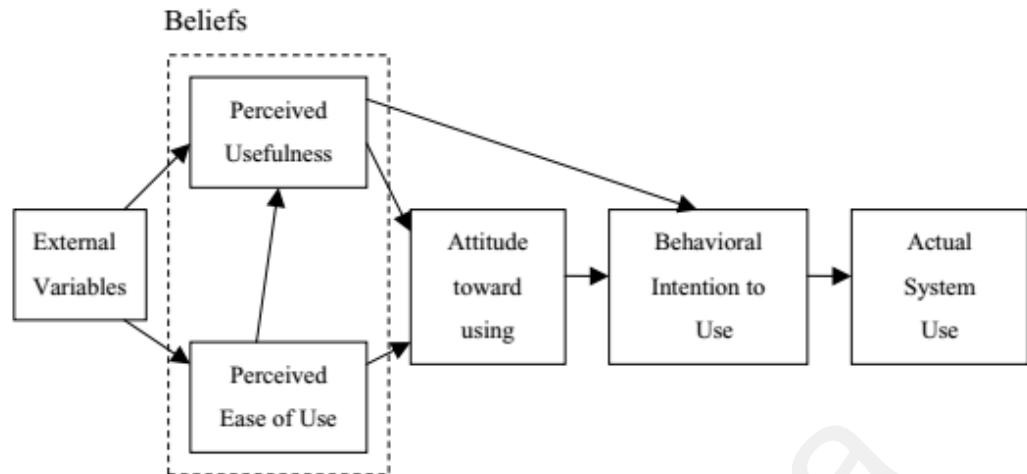 Beliefs
Perceived
Usefulness
External
Variables
Perceived
Ease of Use
Attitude
toward
using
Behavioral
Intention to
Use
Actual
System
Use